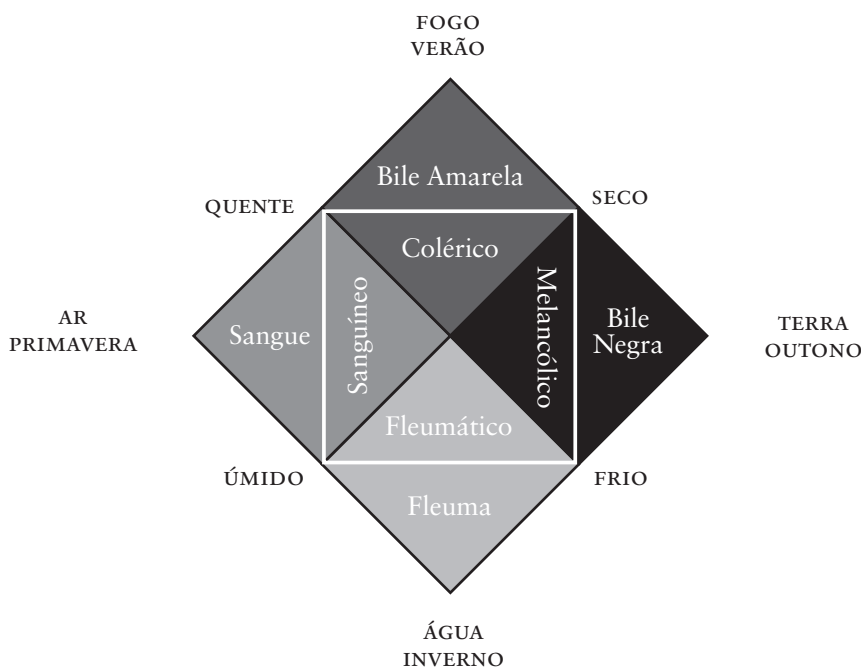 FOGO
VERÃO
Bile Amarela
QUENTE
SECO
Colérico
AR
PRIMAVERA
Sangue
Sanguíneo
Melancólico
Bile
Negra
TERRA
OUTONO
Fleumático
ÚMIDO
FRIO
Fleuma
ÁGUA
INVERNO